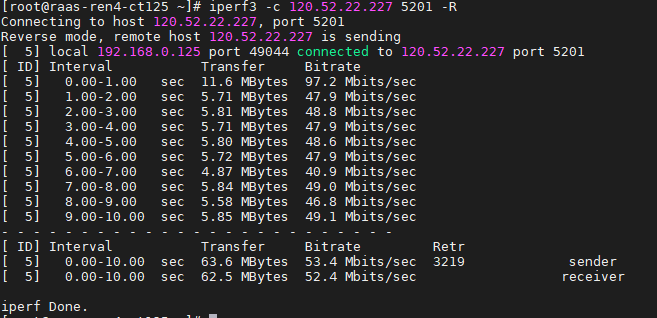 [root@raas-ren4-ct125 ~]# iperf3 -c 120.52.22.227 5201 -R
Connecting to host 120.52.22.227, port 5201
Reverse mode, remote host 120.52.22.227 is sending
[  5] local 192.168.0.125 port 49044 connected to 120.52.22.227 port 5201
[ ID] Interval           Transfer     Bitrate
[  5]   0.00-1.00   sec  11.6 MBytes  97.2 Mbits/sec
[  5]   1.00-2.00   sec  5.71 MBytes  47.9 Mbits/sec
[  5]   2.00-3.00   sec  5.81 MBytes  48.8 Mbits/sec
[  5]   3.00-4.00   sec  5.71 MBytes  47.9 Mbits/sec
[  5]   4.00-5.00   sec  5.80 MBytes  48.6 Mbits/sec
[  5]   5.00-6.00   sec  5.72 MBytes  47.9 Mbits/sec
[  5]   6.00-7.00   sec  4.87 MBytes  40.9 Mbits/sec
[  5]   7.00-8.00   sec  5.84 MBytes  49.0 Mbits/sec
[  5]   8.00-9.00   sec  5.58 MBytes  46.8 Mbits/sec
[  5]   9.00-10.00  sec  5.85 MBytes  49.1 Mbits/sec
- - - - - - - - - - - - - - - - - - - - - - - - -
[ ID] Interval           Transfer     Bitrate         Retr
[  5]   0.00-10.00  sec  63.6 MBytes  53.4 Mbits/sec  3219             sender
[  5]   0.00-10.00  sec  62.5 MBytes  52.4 Mbits/sec                  receiver
iperf Done.